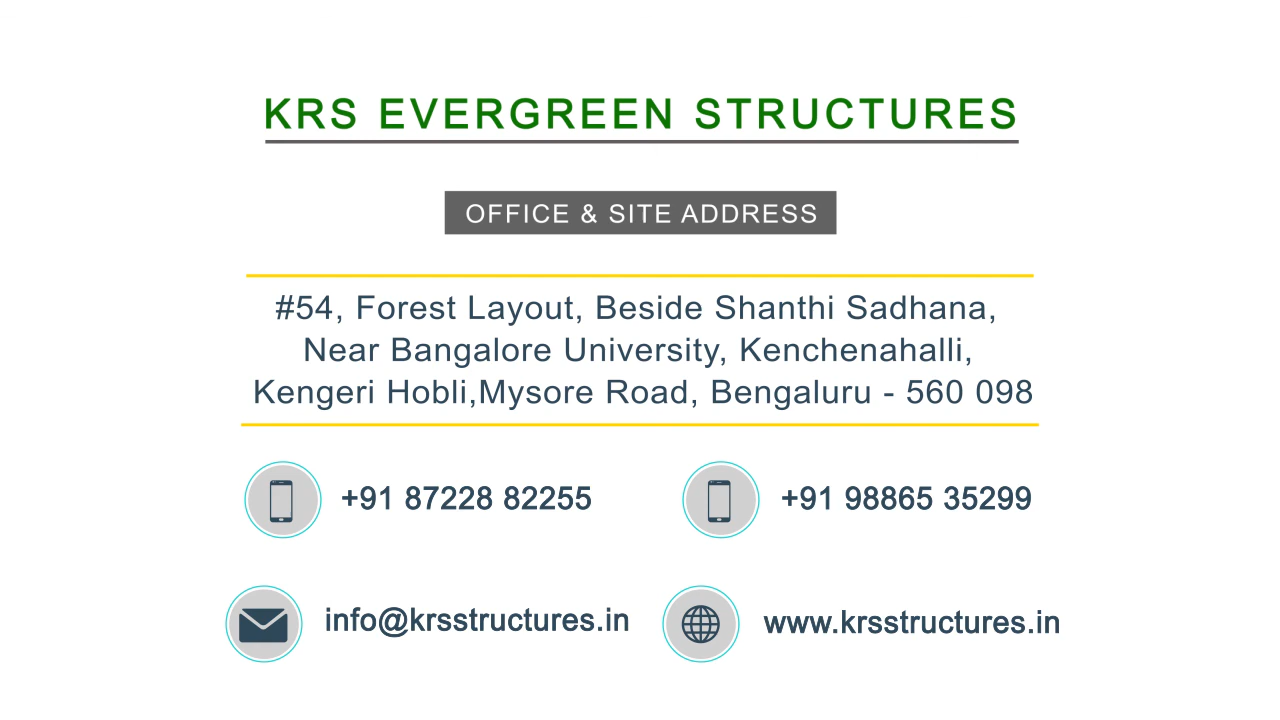 KRS EVERGREEN STRUCTURES
OFFICE & SITE ADDRESS
#54, Forest Layout, Beside Shanthi Sadhana,
Near Bangalore University, Kenchenahalli,
Kengeri Hobli,Mysore Road, Bengaluru - 560 098
+91 87228 82255
+91 98865 35299
info@krsstructures.in
www.krsstructures.in